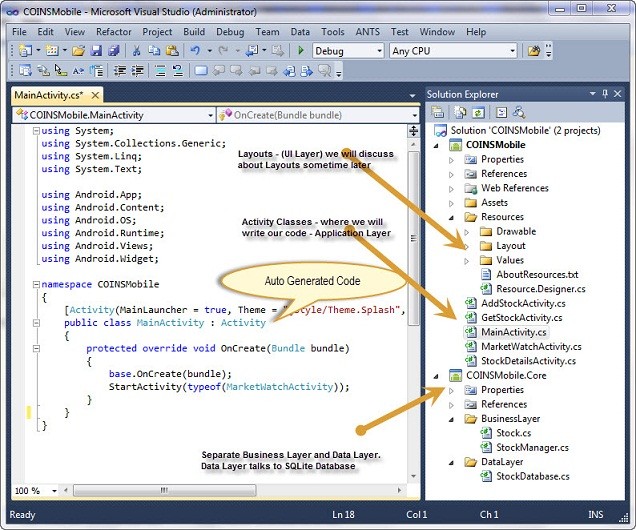 COINSMobile - Microsoft Visual Studio (Administrator)
File Edit View Refactor Project Build Debug Team Data Tools ANTS Test Window Help
Debug Any CPU
MainActivity.cs*
COINSMobile.MainActivity OnCreate(Bundle bundle)
using System;
using System.Collections.Generic;
using System.Linq;
using System.Text;
using Android.App;
using Android.Content;
using Android.OS;
using Android.Runtime;
using Android.Views;
using Android.Widget;
namespace COINSMobile
{
[Activity(MainLauncher = true, Theme = "style/Theme.Splash",
public class MainActivity : Activity
{
protected override void OnCreate(Bundle bundle)
{
base.OnCreate(bundle);
StartActivity(typeof(MarketWatchActivity));
}
}
}
Layouts - (UI Layer) we will discuss
about Layouts sometime later
Activity Classes - where we will
write our code - Application Layer
Auto Generated Code
Separate Business Layer and Data Layer.
Data Layer talks to SQLite Database
100 %
Solution Explorer
Solution 'COINSMobile' (2 projects)
COINSMobile
Properties
References
Web References
Assets
Resources
Drawable
Layout
Values
AboutResources.txt
Resource.Designer.cs
AddStockActivity.cs
GetStockActivity.cs
MainActivity.cs
MarketWatchActivity.cs
StockDetailsActivity.cs
COINSMobile.Core
Properties
References
BusinessLayer
Stock.cs
StockManager.cs
DataLayer
StockDatabase.cs
Ready Ln 18 Col 1 Ch 1 INS